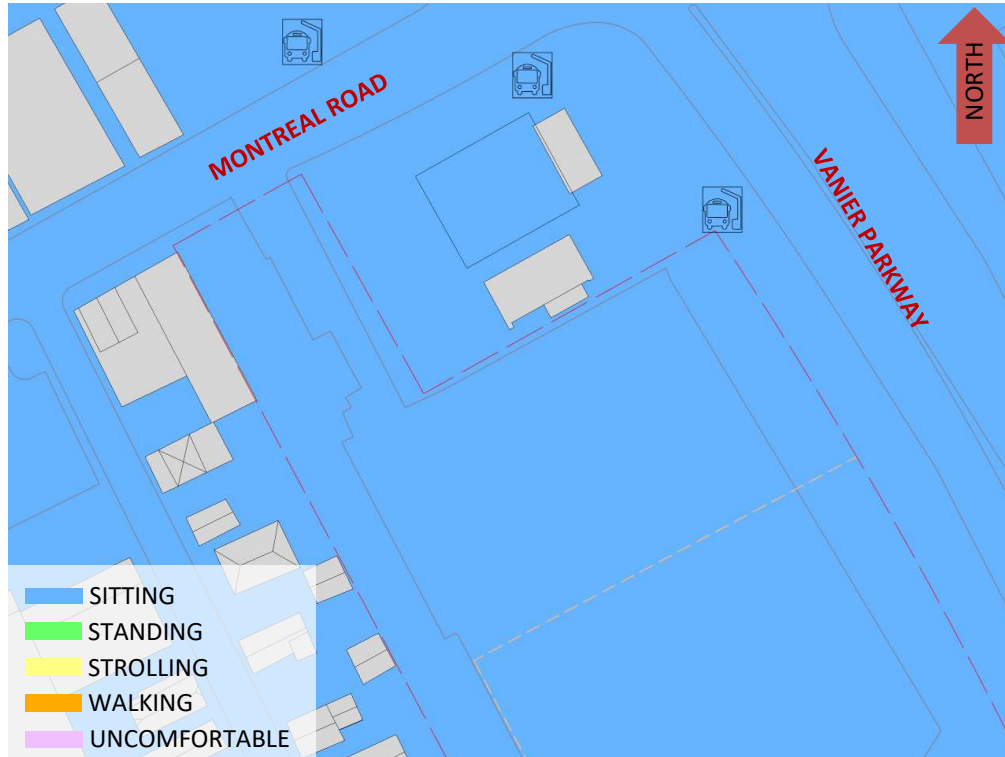 MONTREAL ROAD
NORTH
VANIER PARKWAY
SITTING
STANDING
STROLLING
WALKING
UNCOMFORTABLE